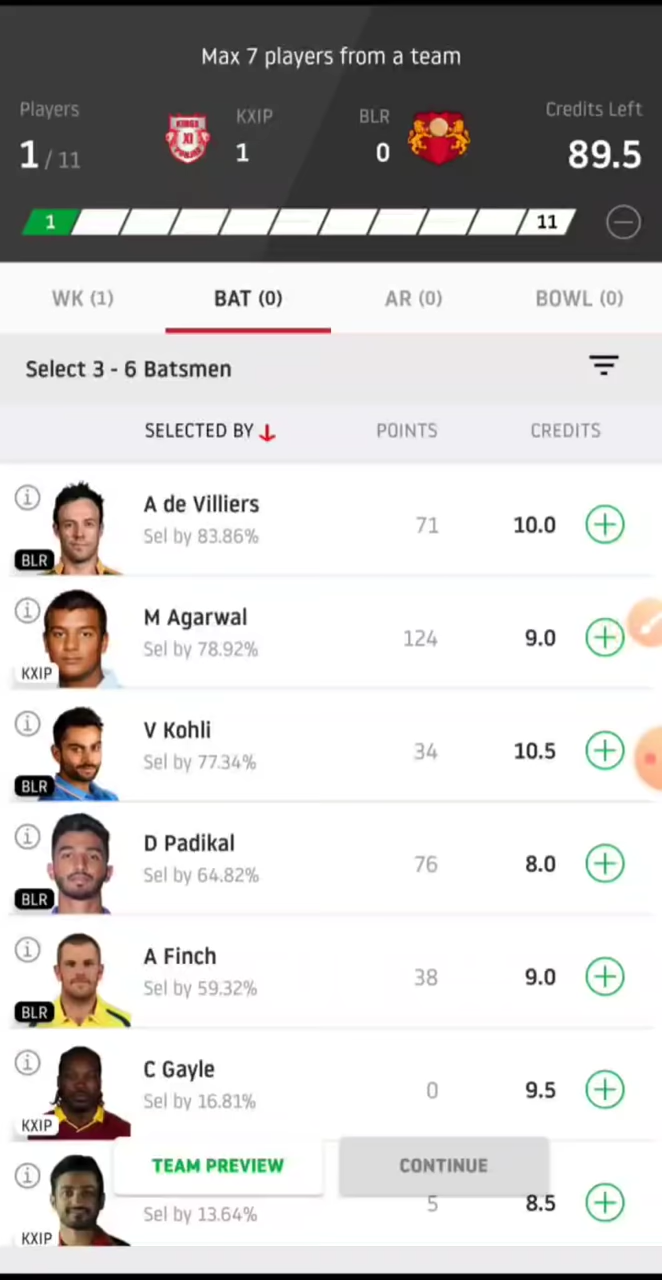 Max 7 players from a team
Players
KXIP
BLR
Credits Left
1 / 11
KINGS
XI
PUNJAB
1
0
89.5
1
11
WK (1)
BAT (0)
AR (0)
BOWL (0)
Select 3 - 6 Batsmen
SELECTED BY
POINTS
CREDITS
A de Villiers
Sel by 83.86%
71
10.0
BLR
M Agarwal
Sel by 78.92%
124
9.0
KXIP
V Kohli
Sel by 77.34%
34
10.5
BLR
D Padikal
Sel by 64.82%
76
8.0
BLR
A Finch
Sel by 59.32%
38
9.0
BLR
C Gayle
Sel by 16.81%
0
9.5
KXIP
TEAM PREVIEW
CONTINUE
Sel by 13.64%
5
8.5
KXIP